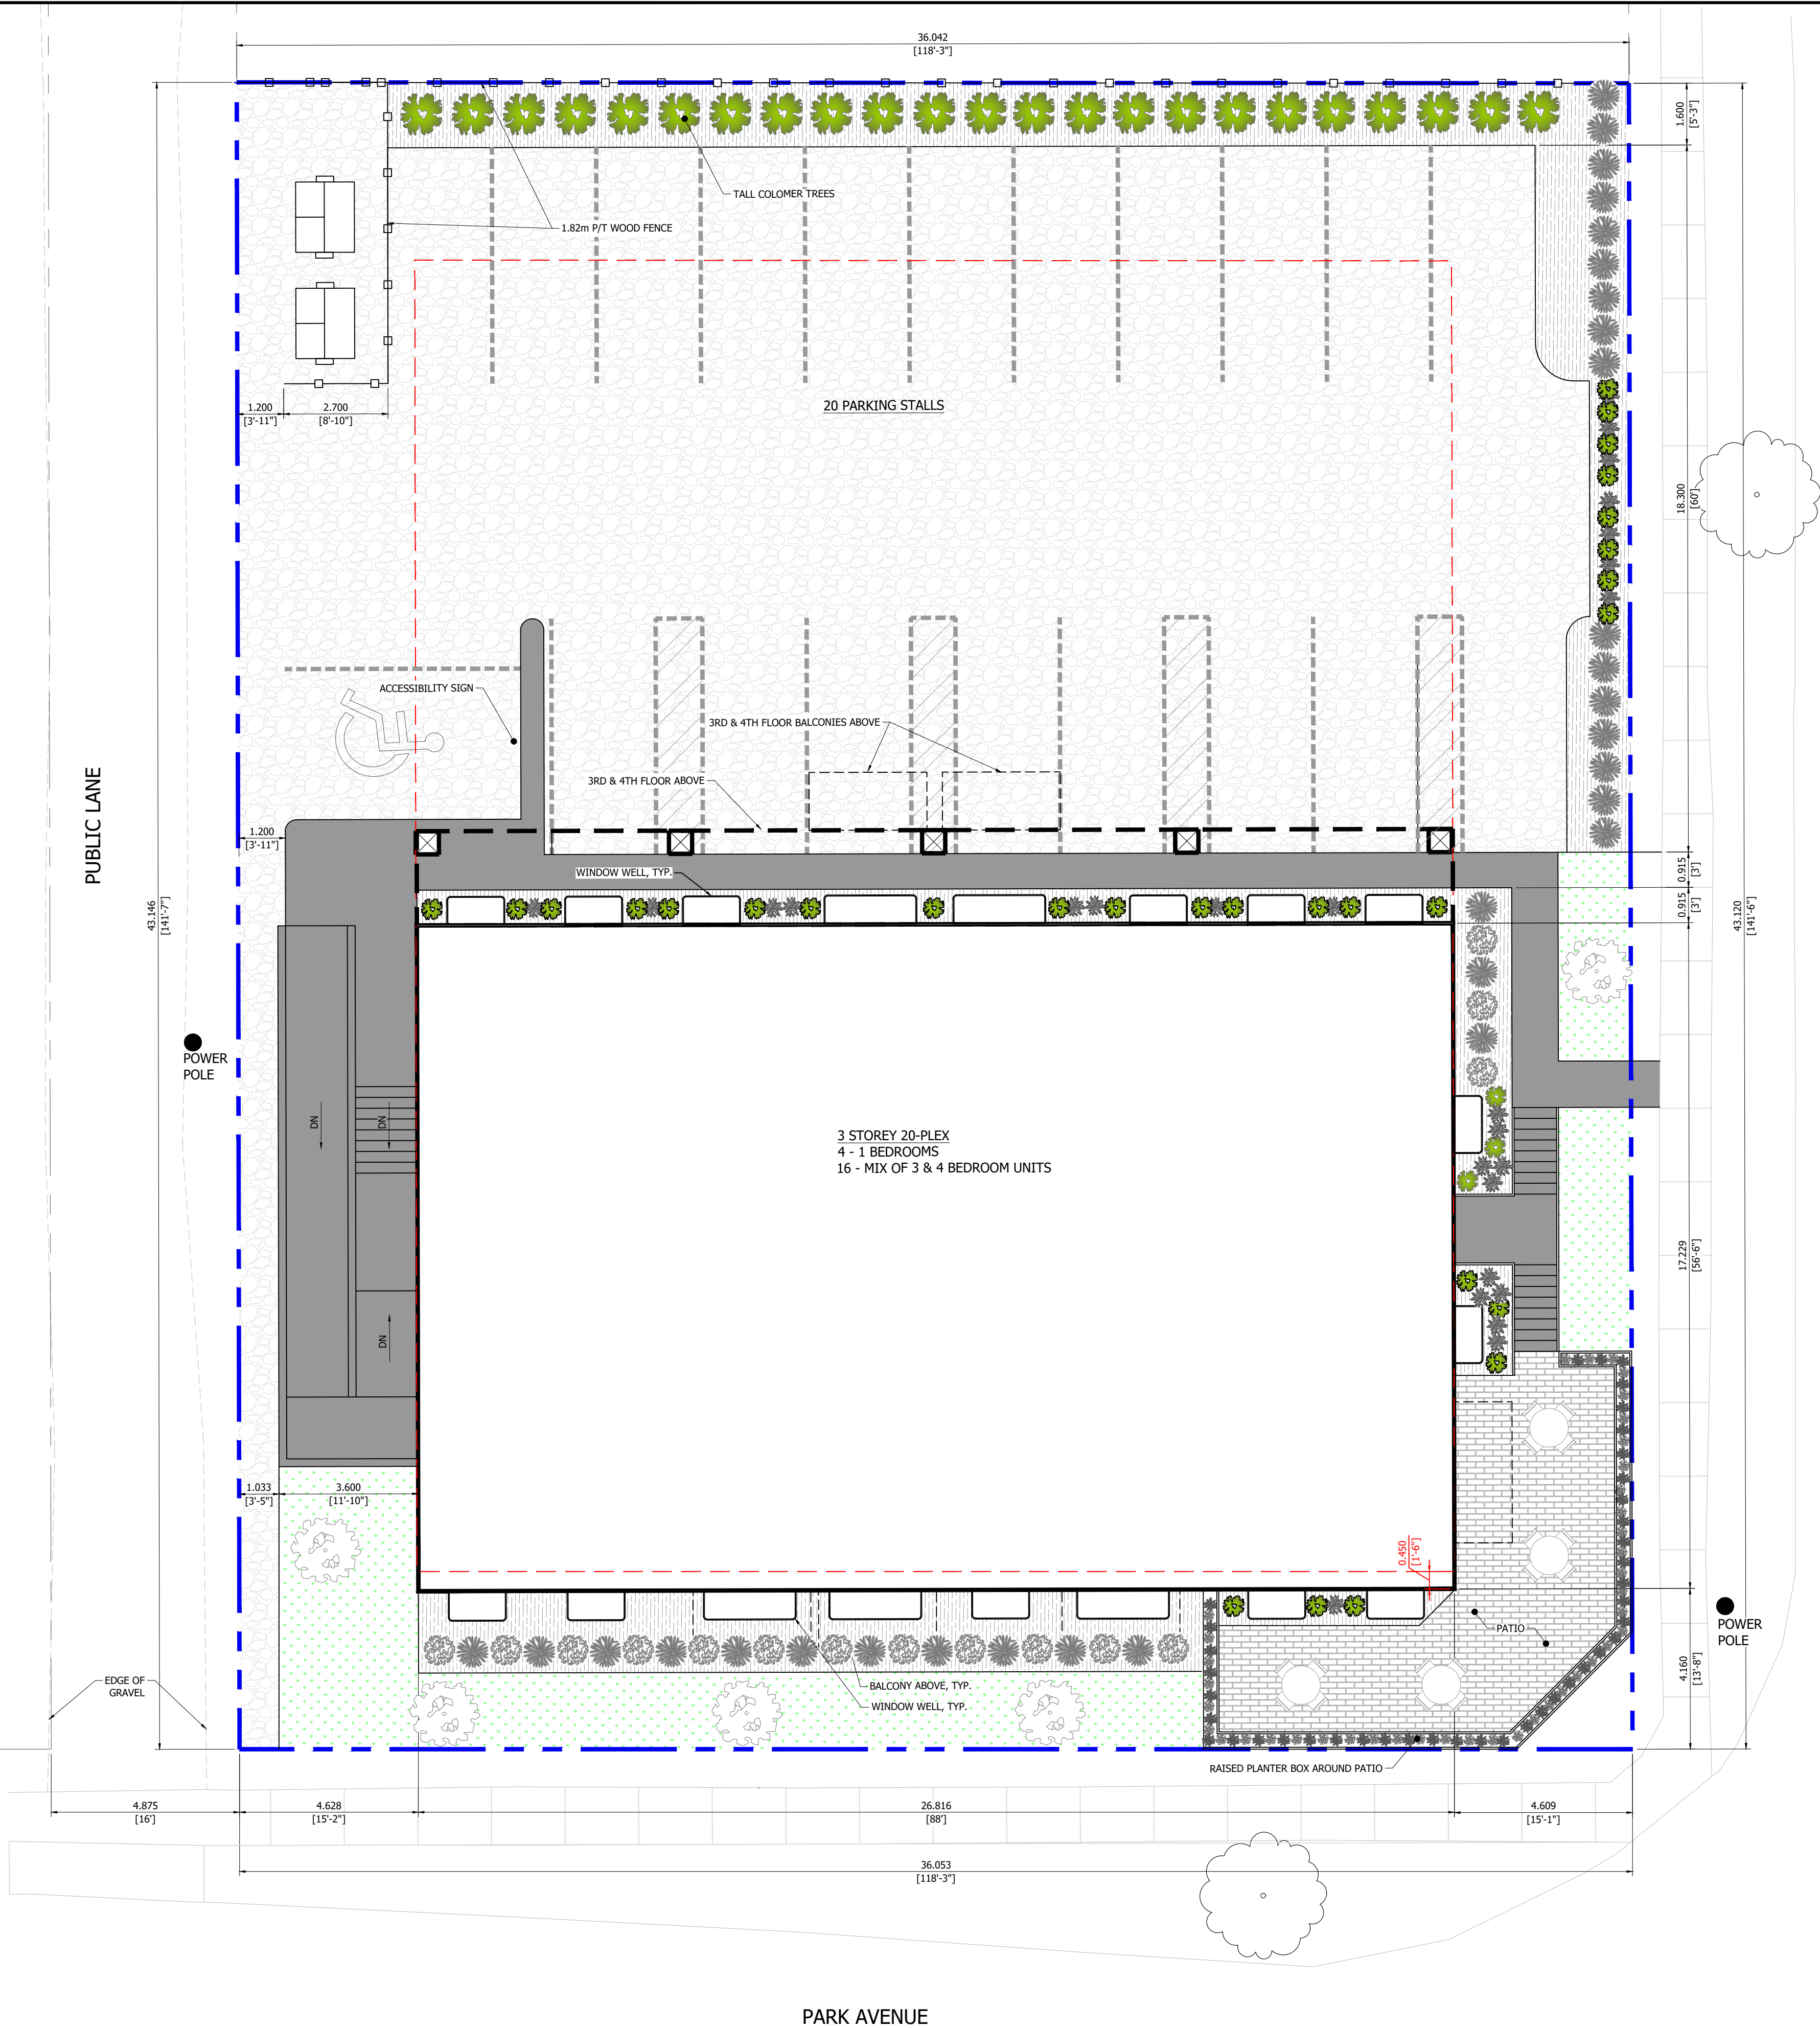 36.042
[118'-3"]
1.600
[5'-3"]
TALL COLOMER TREES
1.82m P/T WOOD FENCE
1.200
[3'-11"]
2.700
[8'-10"]
20 PARKING STALLS
18.300
[60']
ACCESSIBILITY SIGN
3RD & 4TH FLOOR BALCONIES ABOVE
3RD & 4TH FLOOR ABOVE
PUBLIC LANE
1.200
[3'-11"]
WINDOW WELL, TYP.
0.915
[3']
0.915
[3']
43.146
[141'-7"]
43.120
[141'-6"]
POWER
POLE
DN
DN
3 STOREY 20-PLEX
4 - 1 BEDROOMS
16 - MIX OF 3 & 4 BEDROOM UNITS
17.229
[56'-6"]
DN
1.033
[3'-5"]
3.600
[11'-10"]
0.450
[1'-6"]
PATIO
POWER
POLE
4.160
[13'-8"]
EDGE OF
GRAVEL
BALCONY ABOVE, TYP.
WINDOW WELL, TYP.
RAISED PLANTER BOX AROUND PATIO
4.875
[16']
4.628
[15'-2"]
26.816
[88']
4.609
[15'-1"]
36.053
[118'-3"]
PARK AVENUE